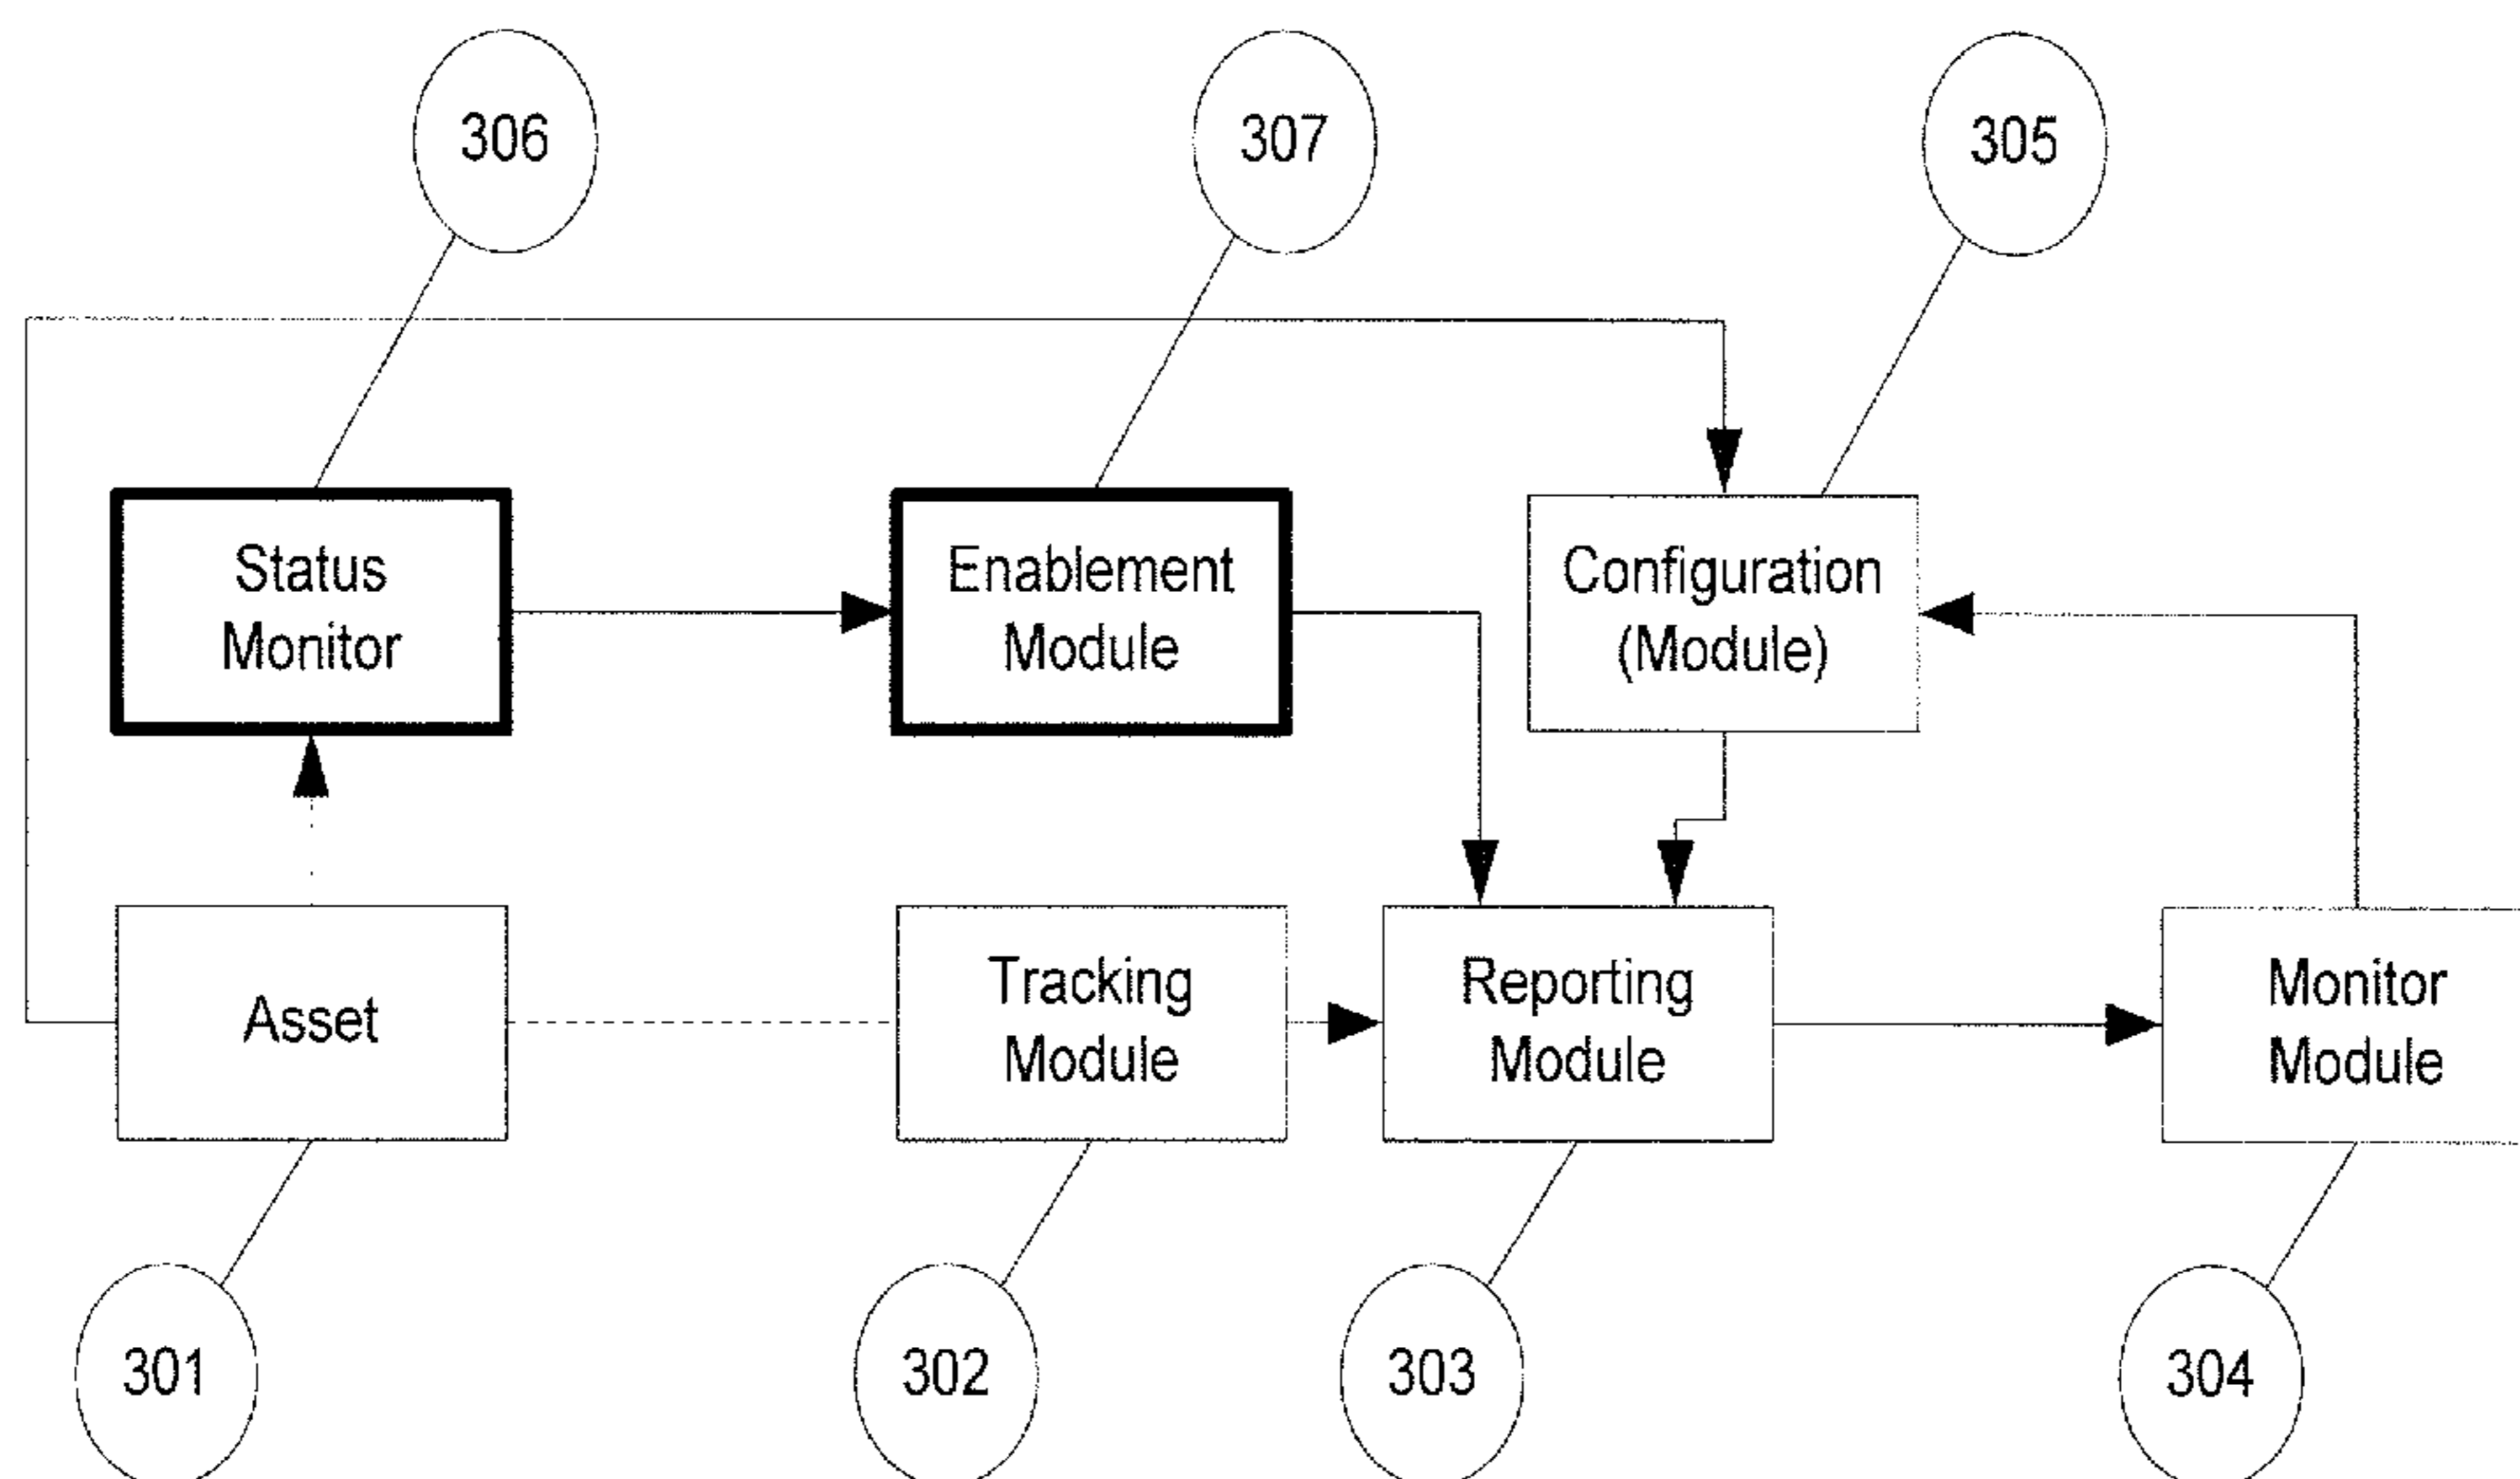 306
307
305
Status
Monitor
Enablement
Module
Configuration
(Module)
Asset
Tracking
Module
Reporting
Module
Monitor
Module
301
302
303
304